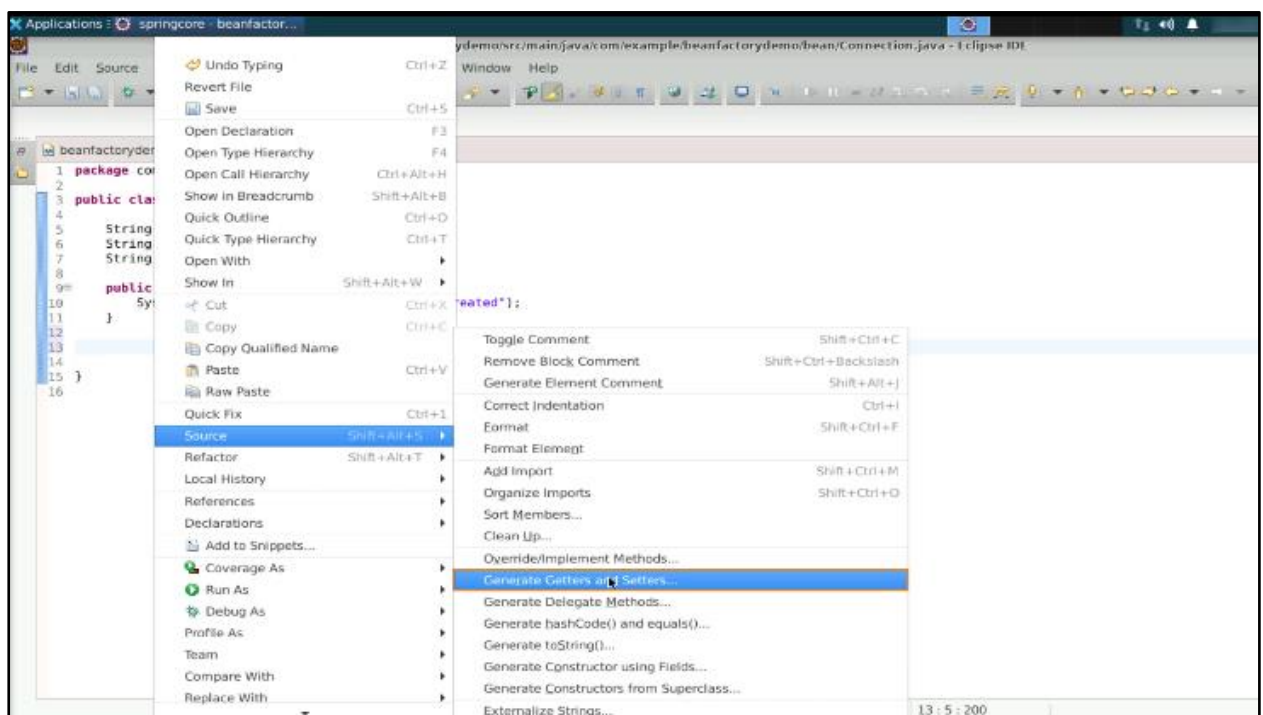 Applications springcore - beanfactor...
ydemo/src/main/java/com/example/beanfactorydemo/bean/Connection.java - Eclipse IDE
File Edit Source Window Help
beanfactoryder
1 package con
2
3 public clas
4
5 String
6 String
7 String
8
9 public
10 Sys reated");
11 }
12
13
14
15 }
16
Undo Typing Ctrl+Z
Revert File
Save Ctrl+S
Open Declaration F3
Open Type Hierarchy F4
Open Call Hierarchy Ctrl+Alt+H
Show in Breadcrumb Shift+Alt+B
Quick Outline Ctrl+O
Quick Type Hierarchy Ctrl+T
Open With
Show In Shift+Alt+W
Cut Ctrl+X
Copy Ctrl+C
Copy Qualified Name
Paste Ctrl+V
Raw Paste
Quick Fix Ctrl+1
Source Shift+Alt+S
Refactor Shift+Alt+T
Local History
References
Declarations
Add to Snippets...
Coverage As
Run As
Debug As
Profile As
Team
Compare With
Replace With
Toggle Comment Shift+Ctrl+C
Remove Block Comment Shift+Ctrl+Backslash
Generate Element Comment Shift+Alt+J
Correct Indentation Ctrl+I
Format Shift+Ctrl+F
Format Element
Add Import Shift+Ctrl+M
Organize Imports Shift+Ctrl+O
Sort Members...
Clean Up...
Override/Implement Methods...
Generate Getters and Setters...
Generate Delegate Methods...
Generate hashCode() and equals()...
Generate toString()...
Generate Constructor using Fields...
Generate Constructors from Superclass...
Externalize Strings...
13 : 5 : 200